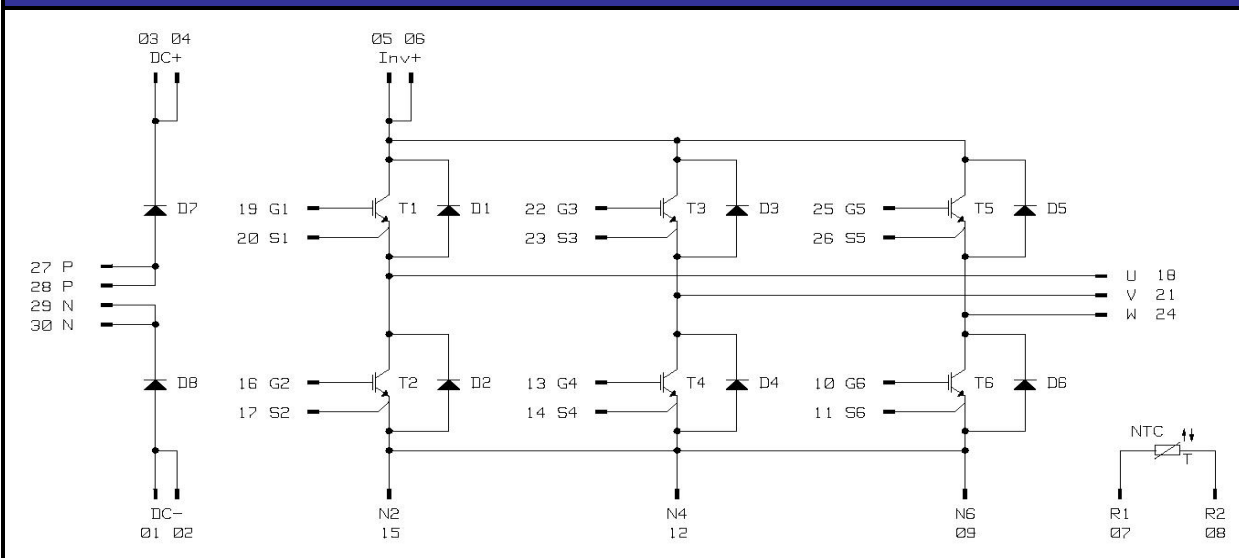 03 04
DC+
05 06
Inv+
D7
19 G1
T1
D1
22 G3
T3
D3
25 G5
T5
D5
20 S1
23 S3
26 S5
27 P
28 P
29 N
30 N
U 18
V 21
W 24
D8
16 G2
T2
D2
13 G4
T4
D4
10 G6
T6
D6
17 S2
14 S4
11 S6
NTC
T
DC-
01 02
N2
15
N4
12
N6
09
R1
07
R2
08